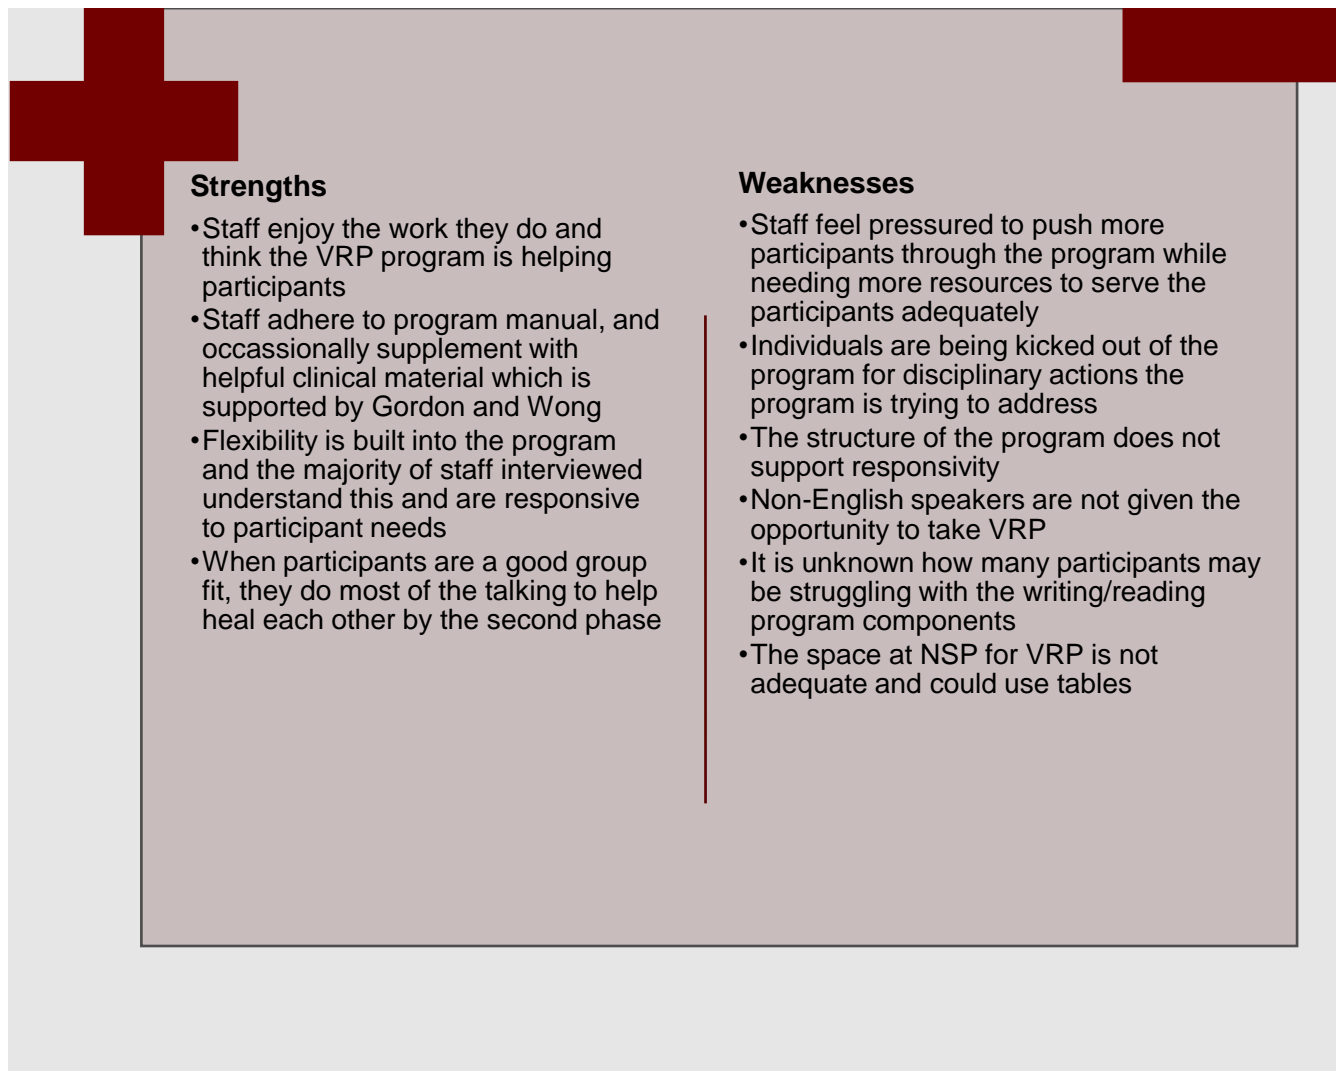 Strengths
•Staff enjoy the work they do and
think the VRP program is helping
participants
•Staff adhere to program manual, and
occassionally supplement with
helpful clinical material which is
supported by Gordon and Wong
•Flexibility is built into the program
and the majority of staff interviewed
understand this and are responsive
to participant needs
•When participants are a good group
fit, they do most of the talking to help
heal each other by the second phase
Weaknesses
•Staff feel pressured to push more
participants through the program while
needing more resources to serve the
participants adequately
•Individuals are being kicked out of the
program for disciplinary actions the
program is trying to address
•The structure of the program does not
support responsivity
•Non-English speakers are not given the
opportunity to take VRP
•It is unknown how many participants may
be struggling with the writing/reading
program components
•The space at NSP for VRP is not
adequate and could use tables